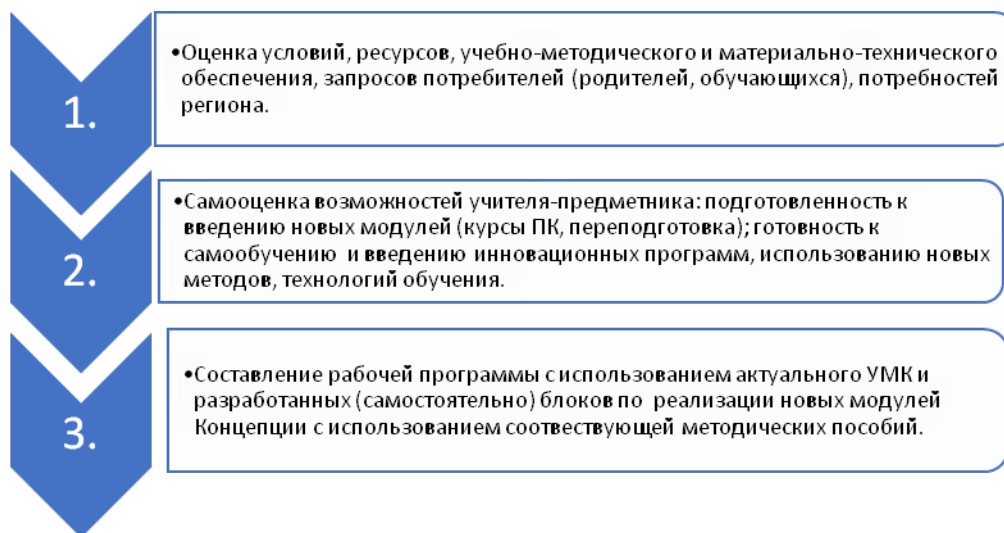 1.
•Оценка условий, ресурсов, учебно-методического и материально-технического
обеспечения, запросов потребителей (родителей, обучающихся), потребностей
региона.
2.
•Самооценка возможностей учителя-предметника: подготовленность к
введению новых модулей (курсы ПК, переподготовка); готовность к
самообучению и введению инновационных программ, использованию новых
методов, технологий обучения.
3.
•Составление рабочей программы с использованием актуального УМК и
разработанных (самостоятельно) блоков по реализации новых модулей
Концепции с использованием соотвествующей методических пособий.